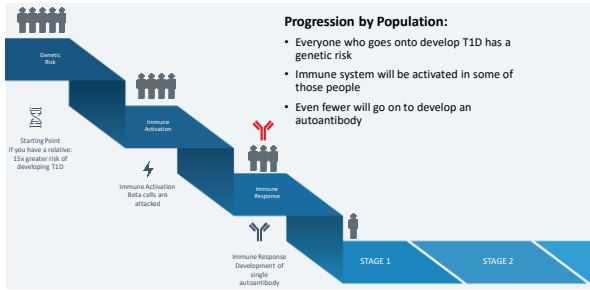 Progression by Population:
• Everyone who goes onto develop T1D has a
genetic risk
• Immune system will be activated in some of
those people
• Even fewer will go on to develop an
autoantibody
Genetic
Risk
Starting Point
If you have a relative:
15x greater risk of
developing T1D
Immune
Activation
Immune Activation
Beta cells are
attacked
Immune
Response
Immune Response
Development of
single
autoantibody
STAGE 1
STAGE 2